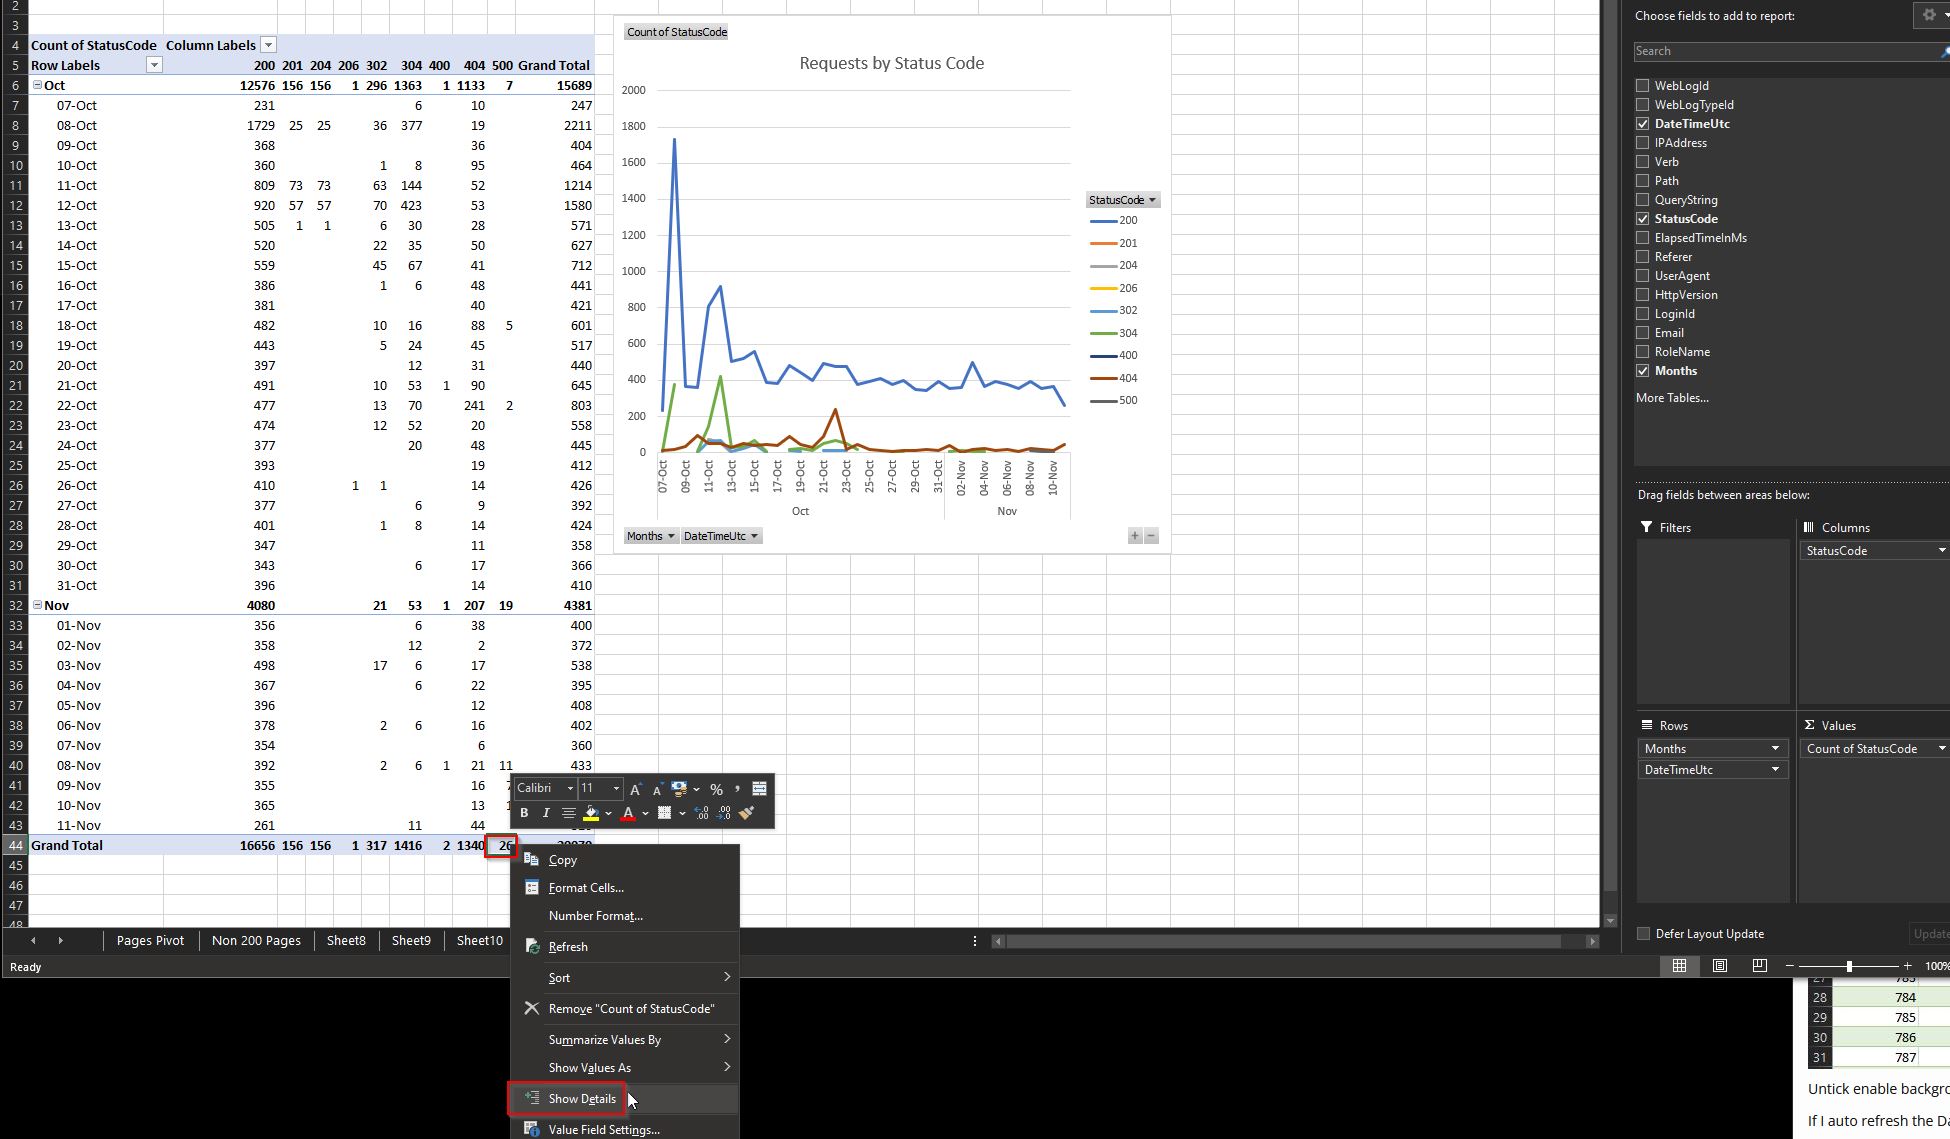 2
3
4 Count of StatusCode Column Labels
5 Row Labels 200 201 204 206 302 304 400 404 500 Grand Total
6 Oct 12576 156 156 1 296 1363 1 1133 7 15689
7 07-Oct 231 6 10 247
8 08-Oct 1729 25 25 36 377 19 2211
9 09-Oct 368 36 404
10 10-Oct 360 1 8 95 464
11 11-Oct 809 73 73 63 144 52 1214
12 12-Oct 920 57 57 70 423 53 1580
13 13-Oct 505 1 1 6 30 28 571
14 14-Oct 520 22 35 50 627
15 15-Oct 559 45 67 41 712
16 16-Oct 386 1 6 48 441
17 17-Oct 381 40 421
18 18-Oct 482 10 16 88 5 601
19 19-Oct 443 5 24 45 517
20 20-Oct 397 12 31 440
21 21-Oct 491 10 53 1 90 645
22 22-Oct 477 13 70 241 2 803
23 23-Oct 474 12 52 20 558
24 24-Oct 377 20 48 445
25 25-Oct 393 19 412
26 26-Oct 410 1 1 14 426
27 27-Oct 377 6 9 392
28 28-Oct 401 1 8 14 424
29 29-Oct 347 11 358
30 30-Oct 343 6 17 366
31 31-Oct 396 14 410
32 Nov 4080 21 53 1 207 19 4381
33 01-Nov 356 6 38 400
34 02-Nov 358 12 2 372
35 03-Nov 498 17 6 17 538
36 04-Nov 367 6 22 395
37 05-Nov 396 12 408
38 06-Nov 378 2 6 16 402
39 07-Nov 354 6 360
40 08-Nov 392 2 6 1 21 11 433
41 09-Nov 355 16
42 10-Nov 365 13
43 11-Nov 261 11 44
44 Grand Total 16656 156 156 1 317 1416 2 1340 26
45
46
47
48
Count of StatusCode
Requests by Status Code
2000
1800
1600
1400
1200
1000
800
600
400
200
0
07-Oct 09-Oct 11-Oct 13-Oct 15-Oct 17-Oct 19-Oct 21-Oct 23-Oct 25-Oct 27-Oct 29-Oct 31-Oct 02-Nov 04-Nov 06-Nov 08-Nov 10-Nov
Oct Nov
Months DateTimeUtc + −
StatusCode
200
201
204
206
302
304
400
404
500
Calibri 11 A A % ,
B I A .0 .00 .00 .0
Copy
Format Cells...
Number Format...
Refresh
Sort
Remove "Count of StatusCode"
Summarize Values By
Show Values As
Show Details
Value Field Settings...
Pages Pivot Non 200 Pages Sheet8 Sheet9 Sheet10
Ready
100%
Choose fields to add to report:
Search
WebLogId
WebLogTypeId
DateTimeUtc
IPAddress
Verb
Path
QueryString
StatusCode
ElapsedTimeInMs
Referer
UserAgent
HttpVersion
LoginId
Email
RoleName
Months
More Tables...
Drag fields between areas below:
Filters Columns
StatusCode
Rows Σ Values
Months Count of StatusCode
DateTimeUtc
Defer Layout Update Update
27 783
28 784
29 785
30 786
31 787
Untick enable backgro
If I auto refresh the Da